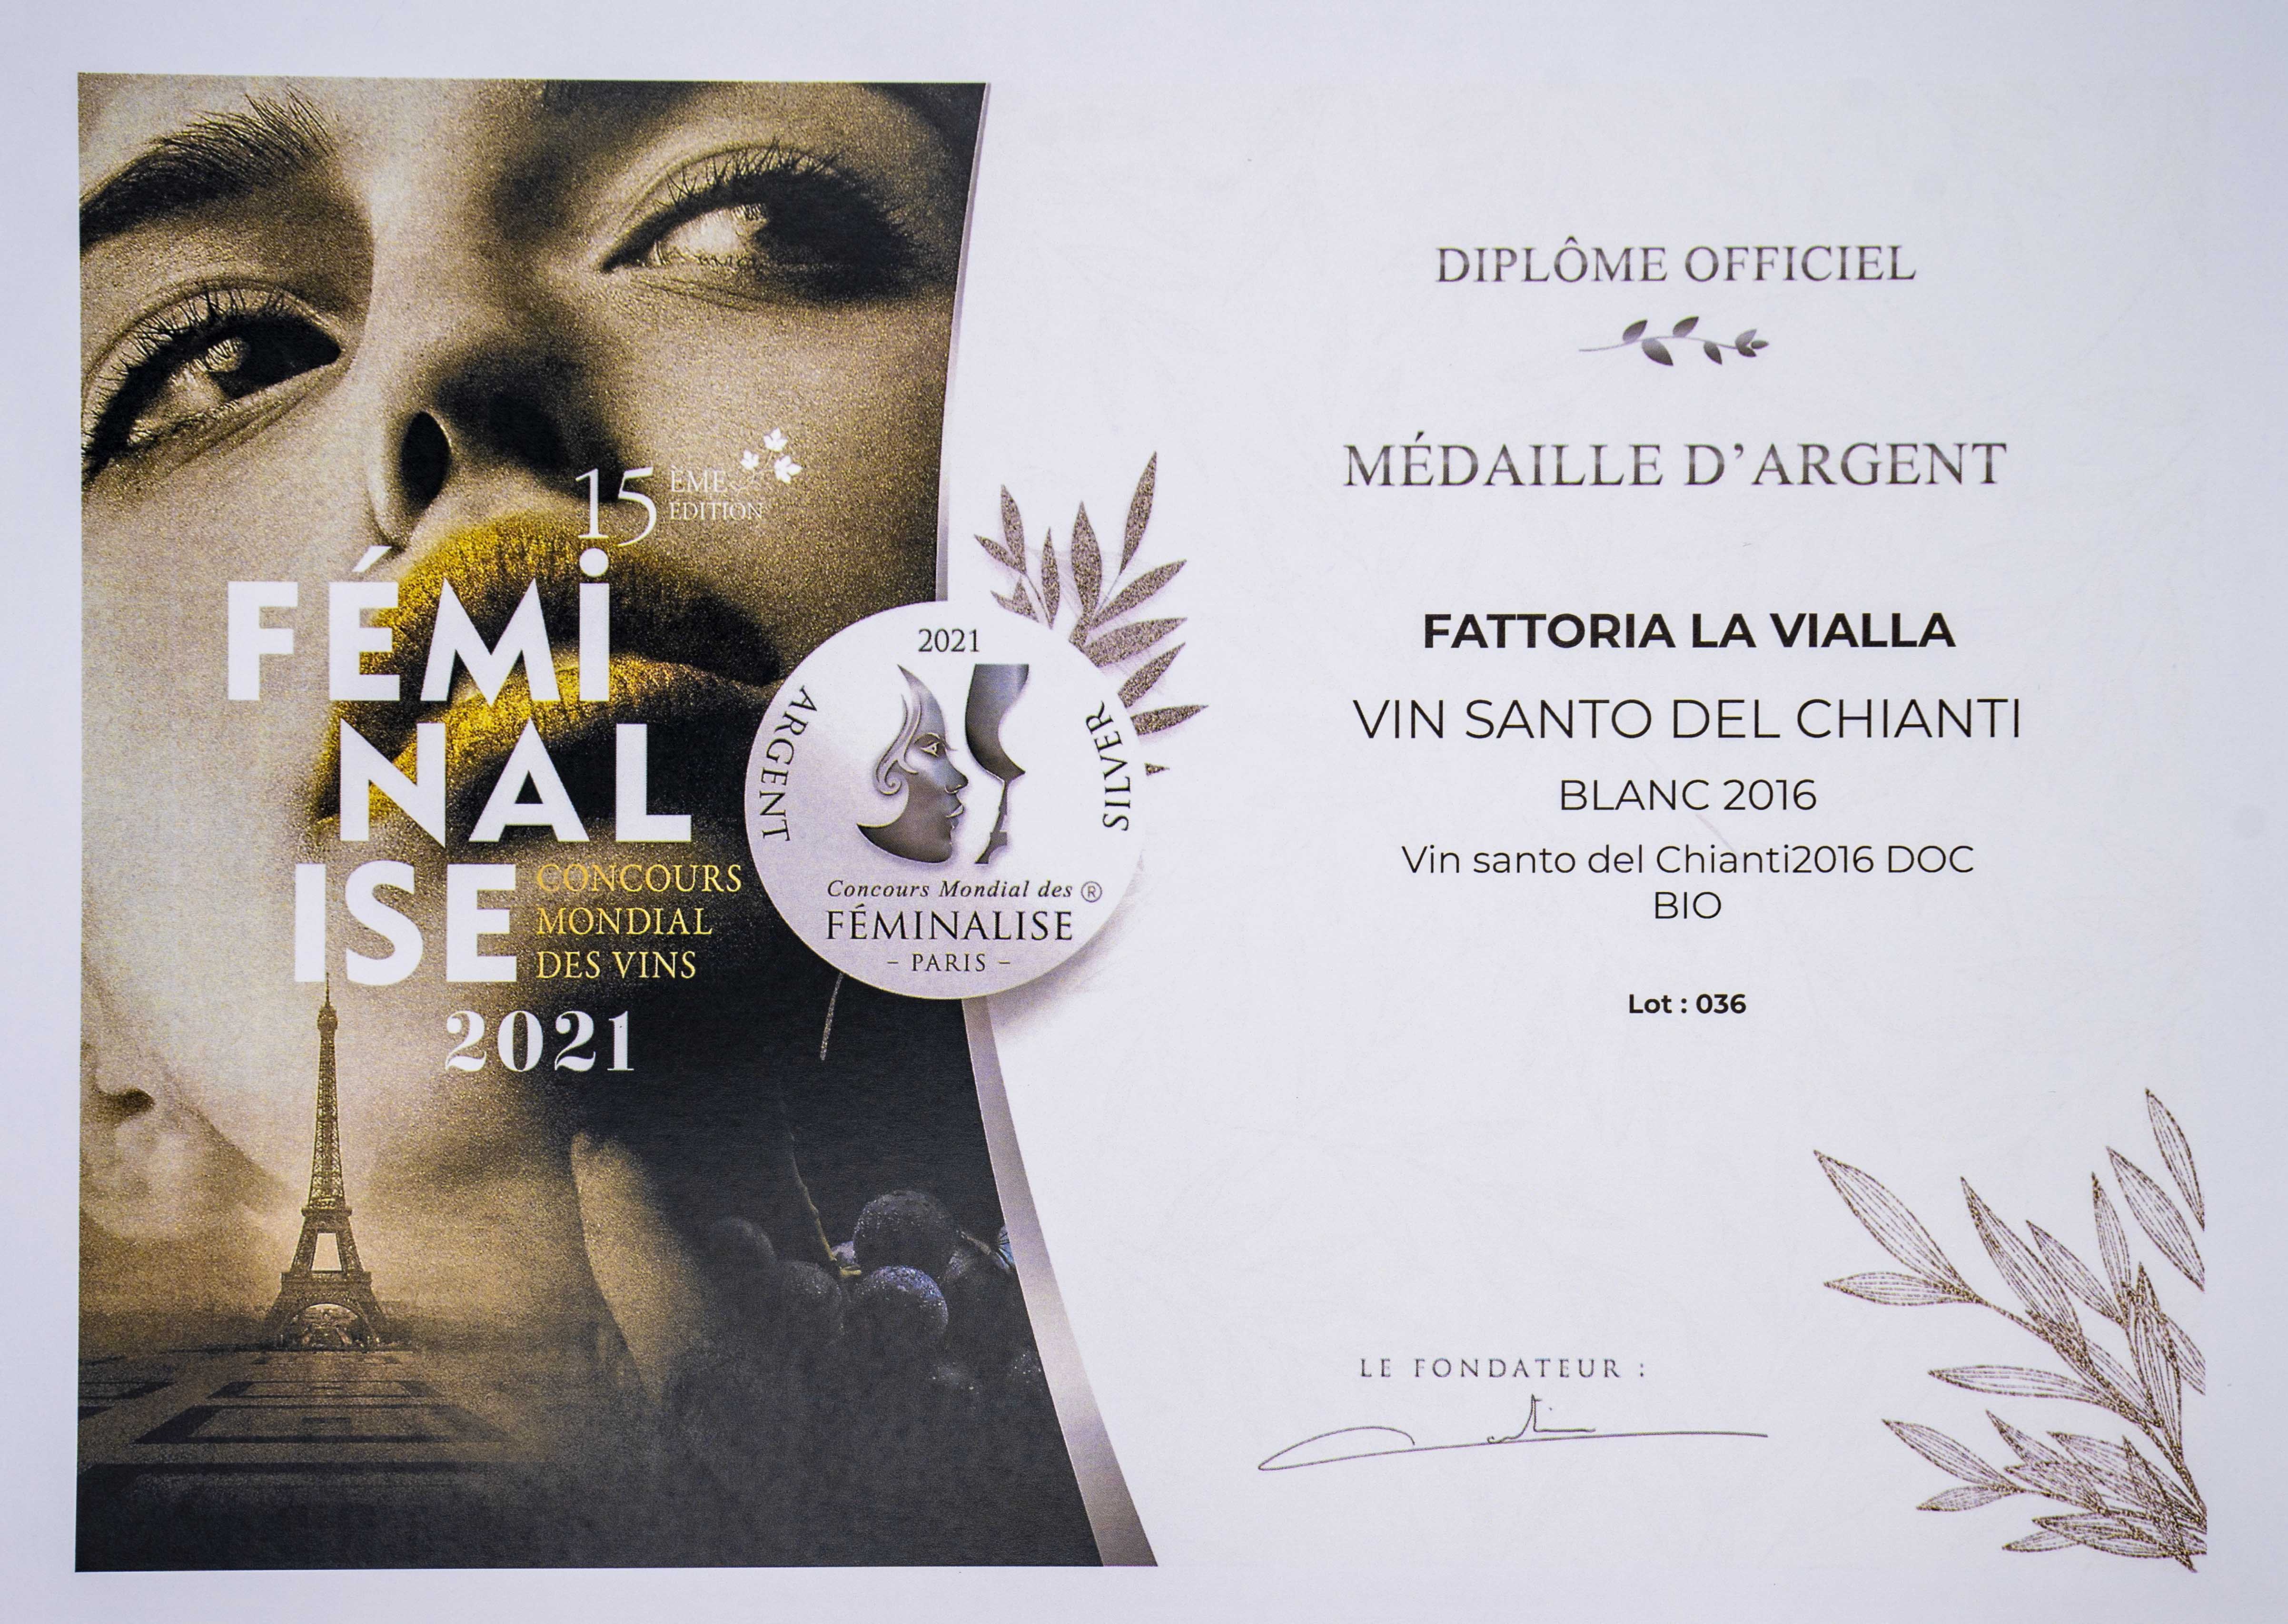 15 ÈME
EDITION
FÉMI
NAL
ISE
CONCOURS
MONDIAL
DES VINS
2021
2021
ARGENT
SILVER
Concours Mondial des ®
FÉMINALISE
– PARIS –
DIPLÔME OFFICIEL
MÉDAILLE D’ARGENT
FATTORIA LA VIALLA
VIN SANTO DEL CHIANTI
BLANC 2016
Vin santo del Chianti2016 DOC
BIO
Lot : 036
LE FONDATEUR :